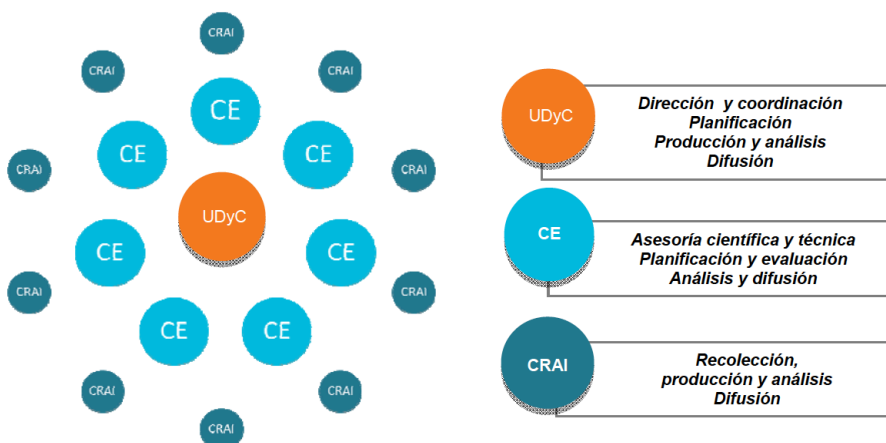 CRAI
CRAI
CRAI
CE
CE
CE
CRAI
CRAI
UDyC
CE
CE
CRAI
CRAI
CE
CE
CRAI
CRAI
CRAI
UDyC
Dirección y coordinación
Planificación
Producción y análisis
Difusión
CE
Asesoría científica y técnica
Planificación y evaluación
Análisis y difusión
CRAI
Recolección,
producción y análisis
Difusión